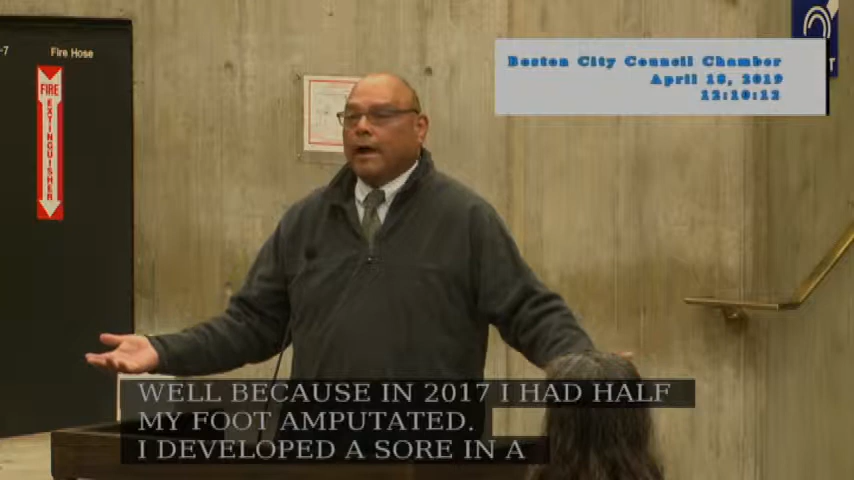 -7
Fire Hose
FIRE
EXTINGUISHER
Boston City Council Chamber
April 18, 2019
12:10:12
T
WELL BECAUSE IN 2017 I HAD HALF
MY FOOT AMPUTATED.
I DEVELOPED A SORE IN A